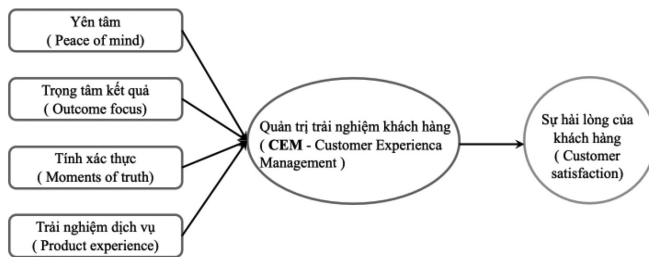 Yên tâm
( Peace of mind)
Trọng tâm kết quả
( Outcome focus)
Tính xác thực
( Moments of truth)
Trải nghiệm dịch vụ
( Product experience)
Quản trị trải nghiệm khách hàng
( CEM - Customer Experienca
Management )
Sự hài lòng của
khách hàng
( Customer
satisfaction)